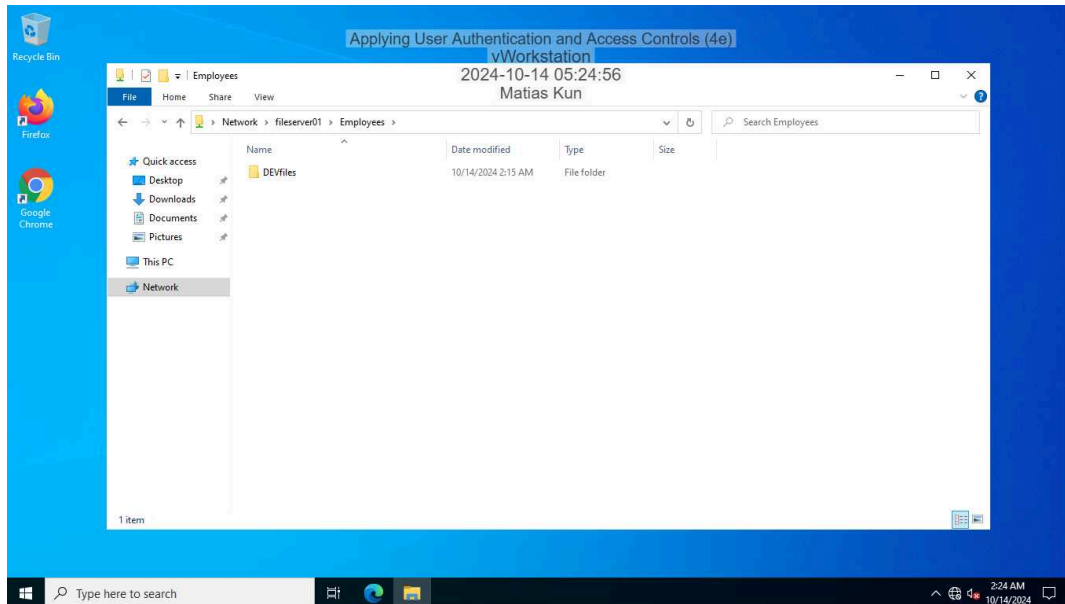 Recycle Bin
Applying User Authentication and Access Controls (4e)
vWorkstation
2024-10-14 05:24:56
Matias Kun
Employees
File Home Share View
Network > fileserver01 > Employees >
Search Employees
Firefox
Google
Chrome
Quick access
Desktop
Downloads
Documents
Pictures
This PC
Network
Name Date modified Type Size
DEVfiles 10/14/2024 2:15 AM File folder
1 item
Type here to search
2:24 AM
10/14/2024